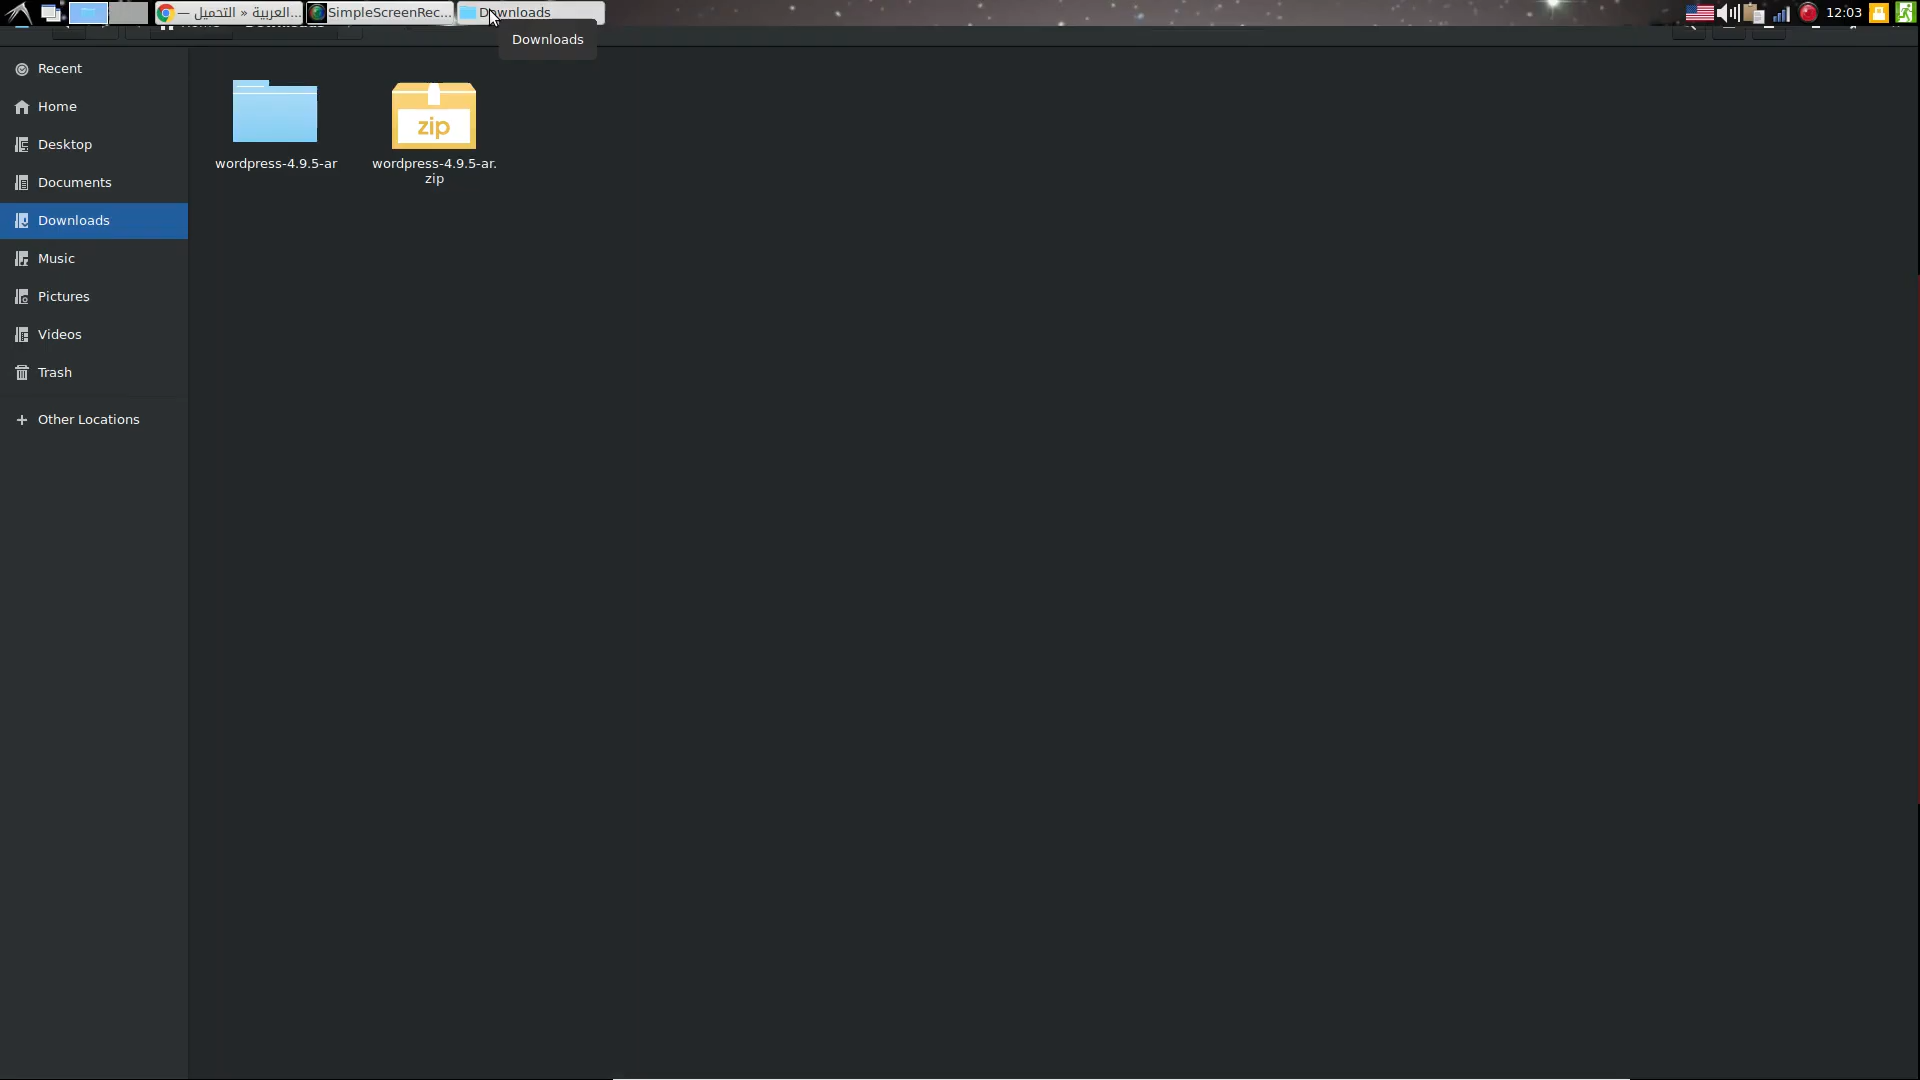 العربية « التحميل —...
SimpleScreenRec...
Downloads
12:03
Downloads
Recent
Home
Desktop
Documents
Downloads
Music
Pictures
Videos
Trash
Other Locations
wordpress-4.9.5-ar
zip
wordpress-4.9.5-ar.
zip